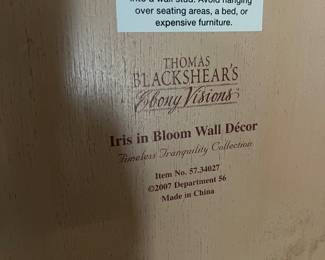 into a wall stud. Avoid hanging
over seating areas, a bed, or
expensive furniture.
THOMAS
BLACKSHEAR'S
Ebony Visions
Iris in Bloom Wall Décor
Timeless Tranquility Collection
Item No. 57.34027
©2007 Department 56
Made in China